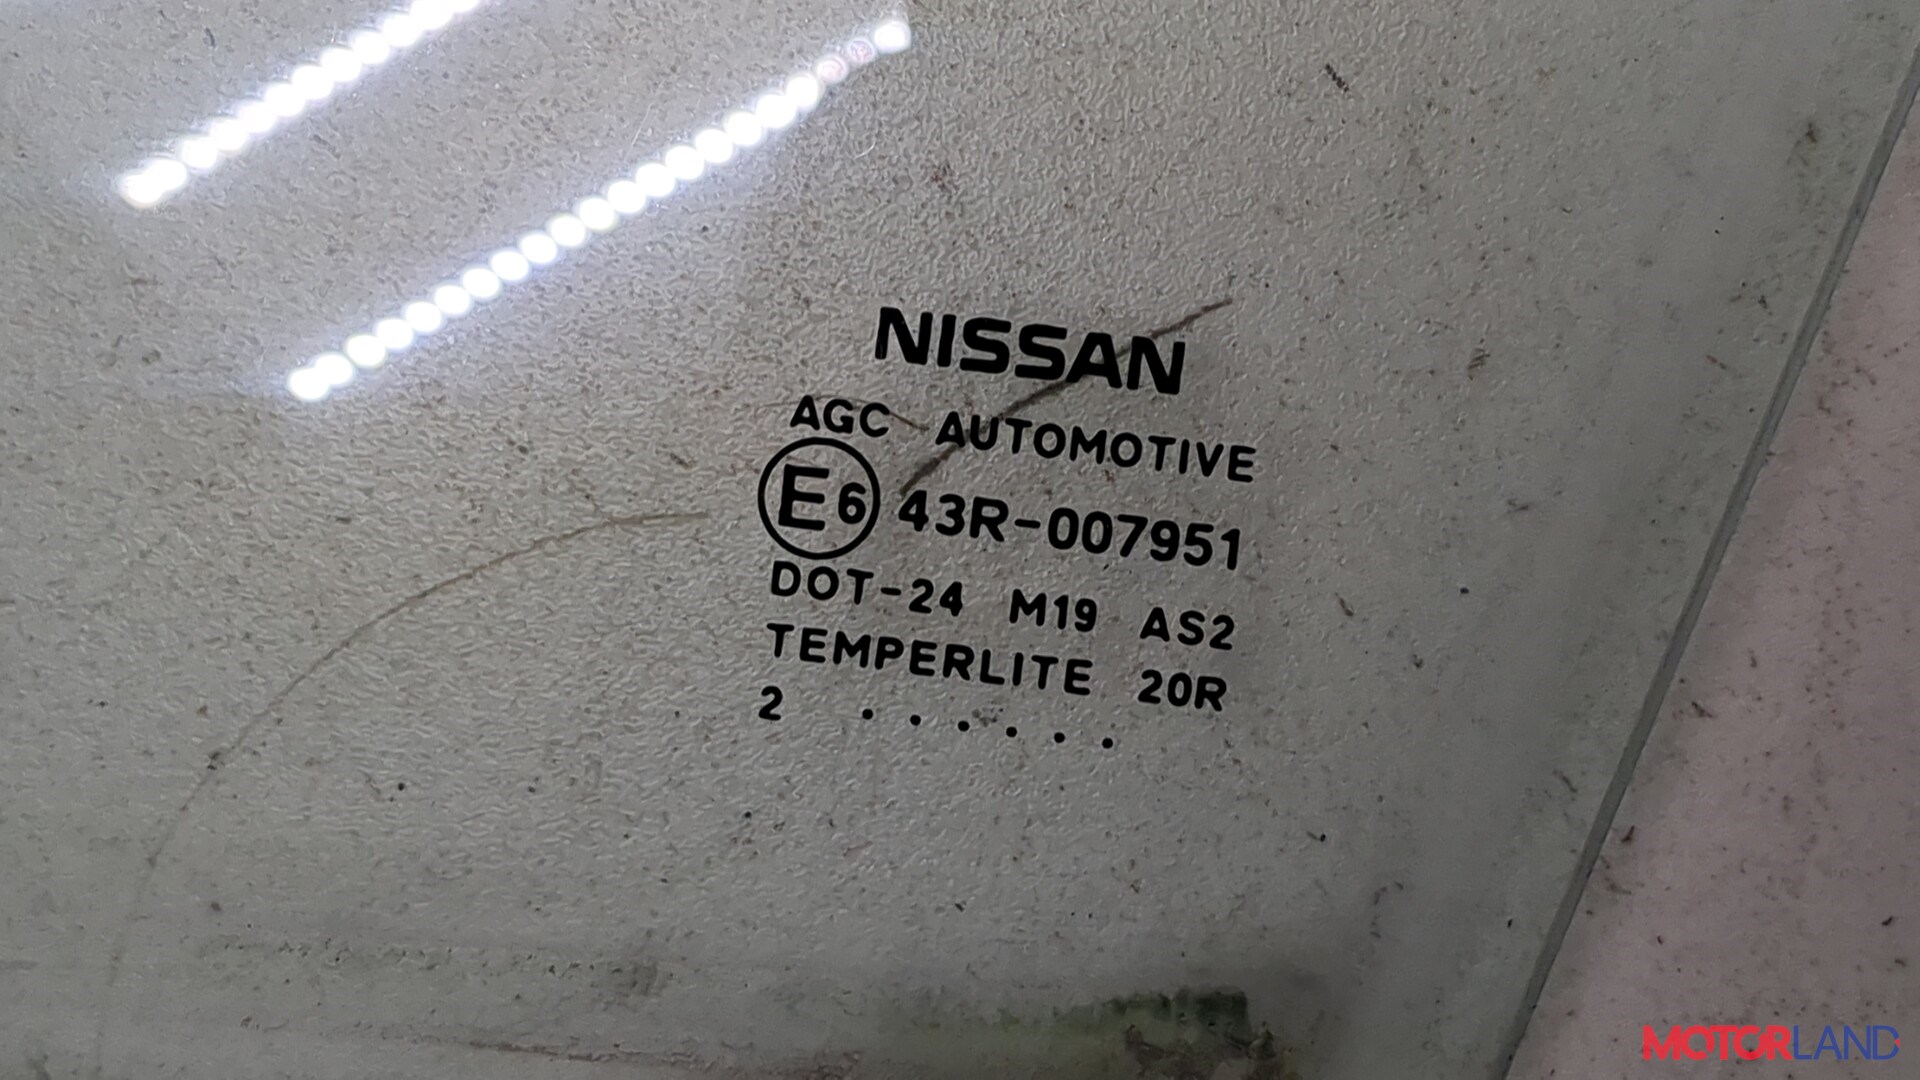 NISSAN
AGC AUTOMOTIVE
E6 43R-007951
DOT-24 M19 AS2
TEMPERLITE 20R
2 . . . . . .
MOTORLAND